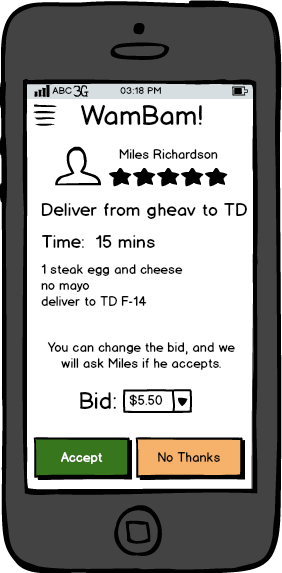 ABC 3G 03:18 PM
WamBam!
Miles Richardson
Deliver from gheav to TD
Time: 15 mins
1 steak egg and cheese
no mayo
deliver to TD F-14
You can change the bid, and we
will ask Miles if he accepts.
Bid: $5.50
Accept No Thanks